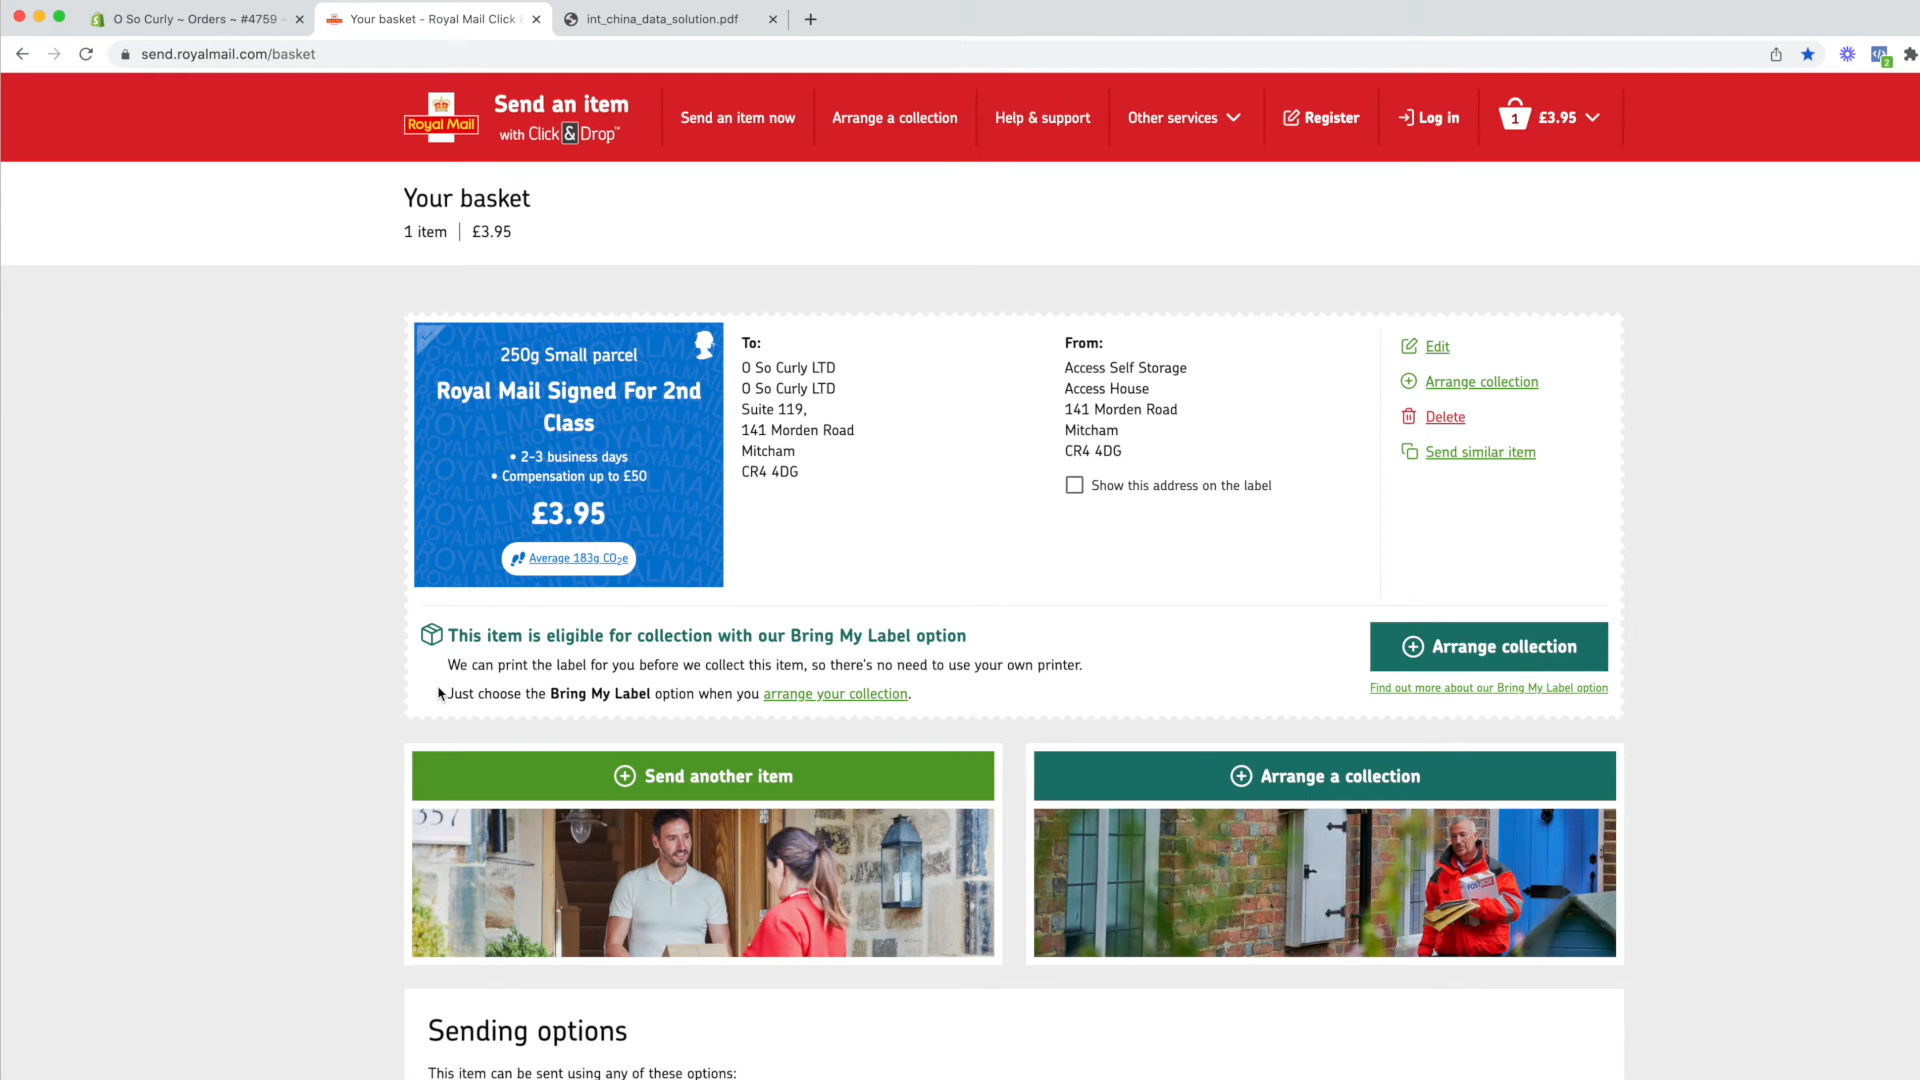 O So Curly ~ Orders ~ #4759
Your basket - Royal Mail Click
int_china_data_solution.pdf
send.royalmail.com/basket
2
Royal Mail
Send an item
with Click & Drop™
Send an item now
Arrange a collection
Help & support
Other services
Register
Log in
1
£3.95
Your basket
1 item
£3.95
250g Small parcel
Royal Mail Signed For 2nd
Class
• 2-3 business days
• Compensation up to £50
£3.95
Average 183g CO2e
To:
O So Curly LTD
O So Curly LTD
Suite 119,
141 Morden Road
Mitcham
CR4 4DG
From:
Access Self Storage
Access House
141 Morden Road
Mitcham
CR4 4DG
Show this address on the label
Edit
Arrange collection
Delete
Send similar item
This item is eligible for collection with our Bring My Label option
We can print the label for you before we collect this item, so there's no need to use your own printer.
Just choose the Bring My Label option when you arrange your collection.
Arrange collection
Find out more about our Bring My Label option
Send another item
Arrange a collection
357
Sending options
This item can be sent using any of these options: